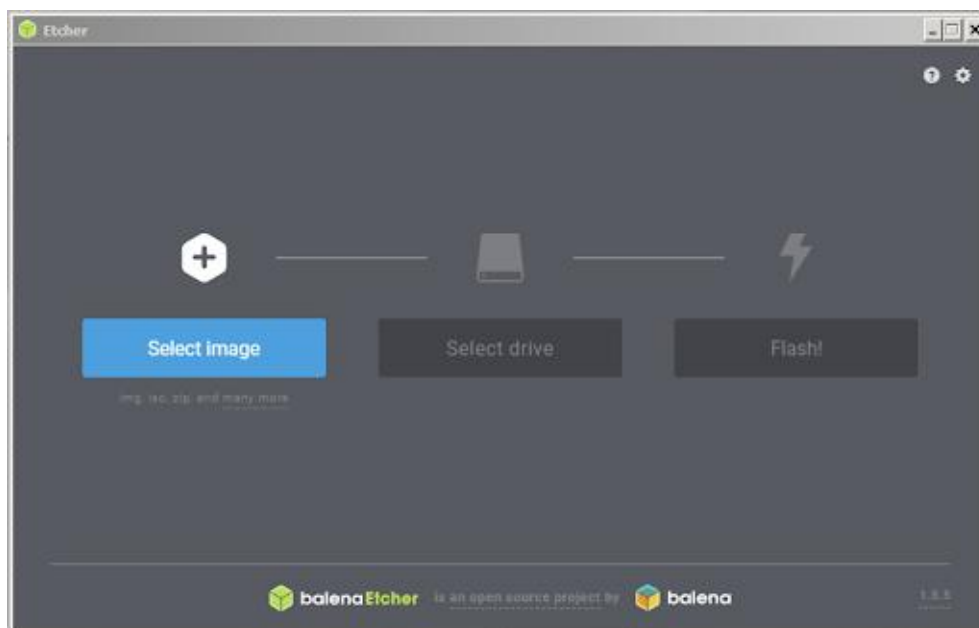 Etcher
Select image
Select drive
Flash!
img, iso, zip, and many more
balenaEtcher is an open source project by balena